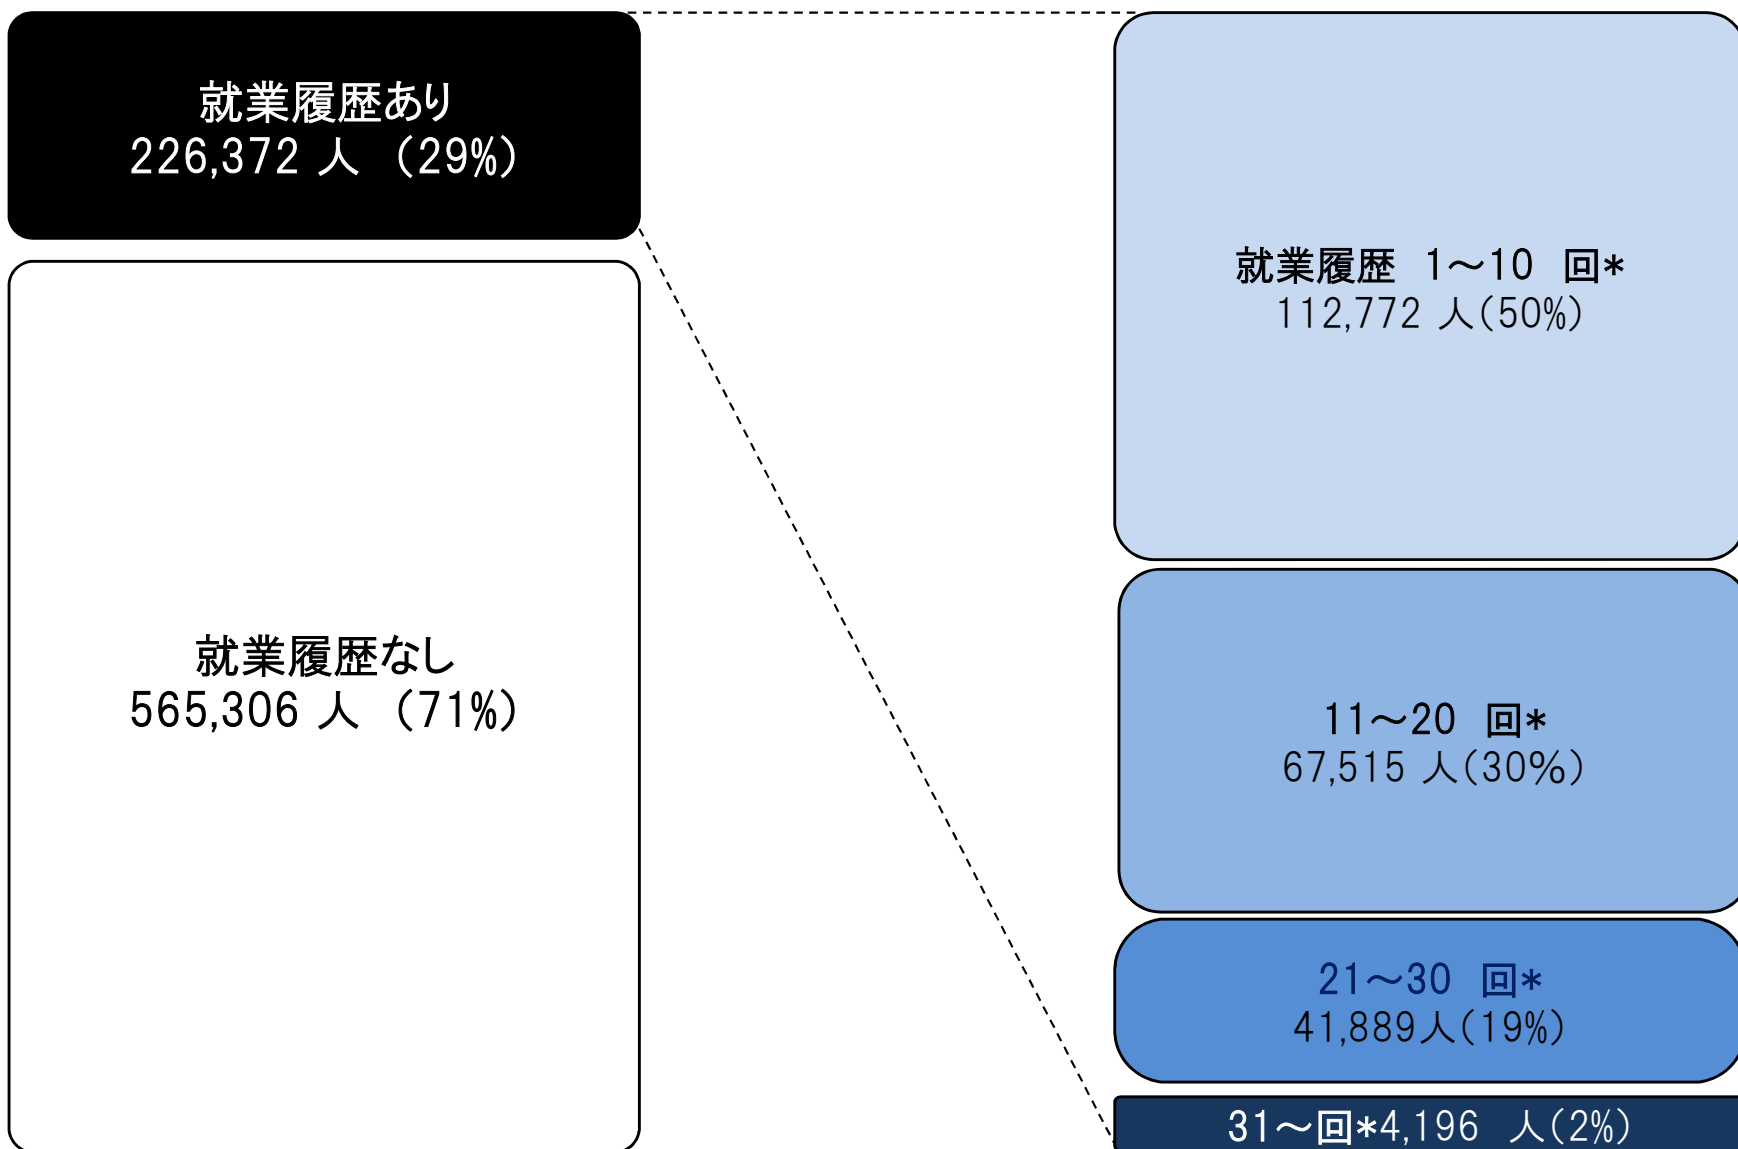 就業履歴あり
226,372 人 （29%）
就業履歴なし
565,306 人 （71%）
就業履歴 1～10 回*
112,772 人(50%)
11～20 回*
67,515 人(30%)
21～30 回*
41,889人(19%)
31～回*4,196 人(2%)